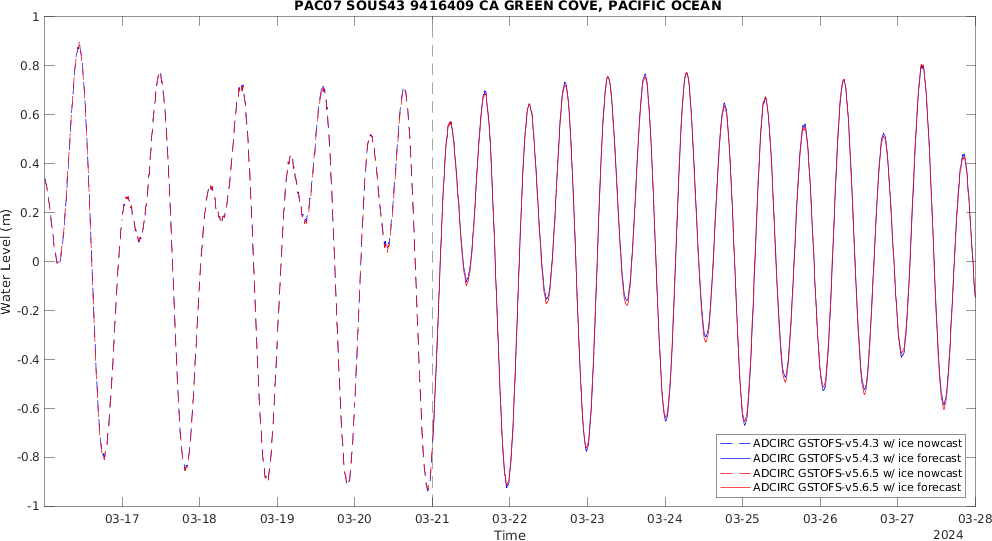 PAC07 SOUS43 9416409 CA GREEN COVE, PACIFIC OCEAN
1
0.8
0.6
0.4
0.2
0
-0.2
-0.4
-0.6
-0.8
-1
Water Level (m)
ADCIRC GSTOFS-v5.4.3 w/ ice nowcast
ADCIRC GSTOFS-v5.4.3 w/ ice forecast
ADCIRC GSTOFS-v5.6.5 w/ ice nowcast
ADCIRC GSTOFS-v5.6.5 w/ ice forecast
03-17 03-18 03-19 03-20 03-21 03-22 03-23 03-24 03-25 03-26 03-27 03-28
Time
2024